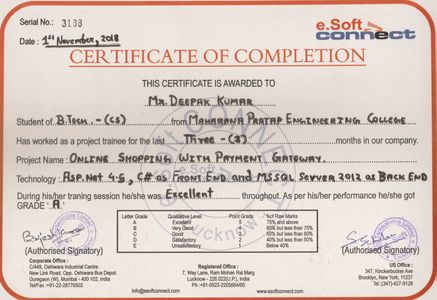 Serial No.: 3138
e.Soft
connect
Date : 1st November, 2018
CERTIFICATE OF COMPLETION
THIS CERTIFICATE IS AWARDED TO
Mr. Deepak Kumar
Student of B.Tech. - (CS) from Maharana Pratap Engineering College
Has worked as a project trainee for the last Three - (3) months in our company.
Project Name : Online Shopping With Payment Gateway.
Technology : Asp.Net 4.5, C# as Front End and MSSQL Server 2012 as Back End
During his/her traning session he/she was Excellent throughout. As per his/her performance he/she got
GRADE 'A'
Letter Grade Qualitative Level Point Grade %of Raw Marks
A Excellent 5 75% and above
B Very Good 4 60% but less than 75%
C Good 3 50% but less than 60%
D Satisfactory 2 40% but less than 50%
E Unsatisfactory Below 40%
(Authorised Signatory)
(Authorised Signatory)
Corporate Office :
C/449, Oshiwara Industrial Centre
New Link Road, Opp. Oshiwara Bus Depot.
Goregaon (W), Mumbai - 400 102, India
Tel/Fax : +91-22-26776502
Registered Office :
7, Way Lane, Ram Mohan Rai Marg
Lucknow - 226 022(U.P.), India
Ph.: +91-0522-2205664/65
info@esoftconnect.com
www.esoftconnect.com
US Office :
347, Knickerbocker Ave
Brooklyn, New York, 11237
Tel.: (347)-427-0128